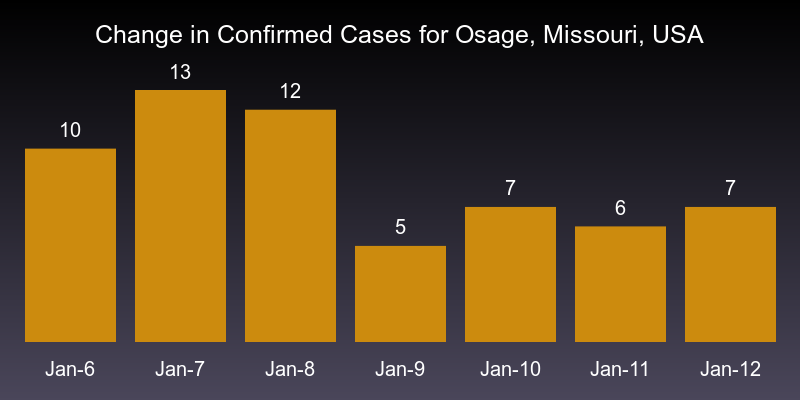 Change in Confirmed Cases for Osage, Missouri, USA
10
13
12
5
7
6
7
Jan-6
Jan-7
Jan-8
Jan-9
Jan-10
Jan-11
Jan-12